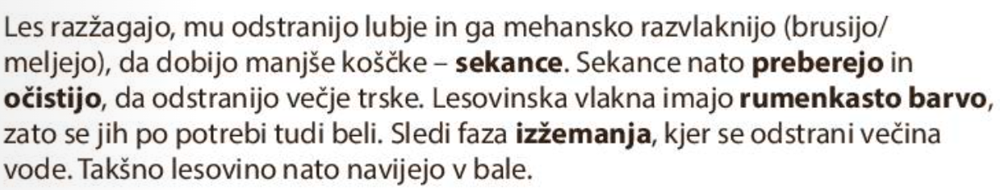 Les razžagajo, mu odstranijo lubje in ga mehansko razvlaknijo (brusijo/
meljejo), da dobijo manjše koščke – sekance. Sekance nato preberejo in
očistijo, da odstranijo večje trske. Lesovinska vlakna imajo rumenkasto barvo,
zato se jih po potrebi tudi beli. Sledi faza izžemanja, kjer se odstrani večina
vode. Takšno lesovino nato navijejo v bale.